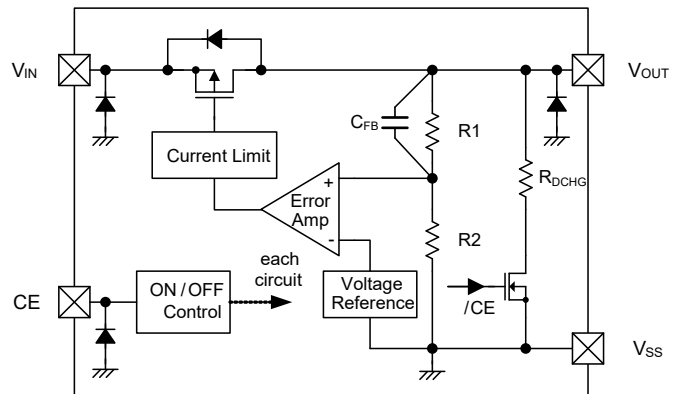 VIN
VOUT
CFB
R1
Current Limit
RDCHG
+
Error
Amp
-
R2
each
circuit
Voltage
Reference
CE
ON / OFF
Control
/CE
VSS